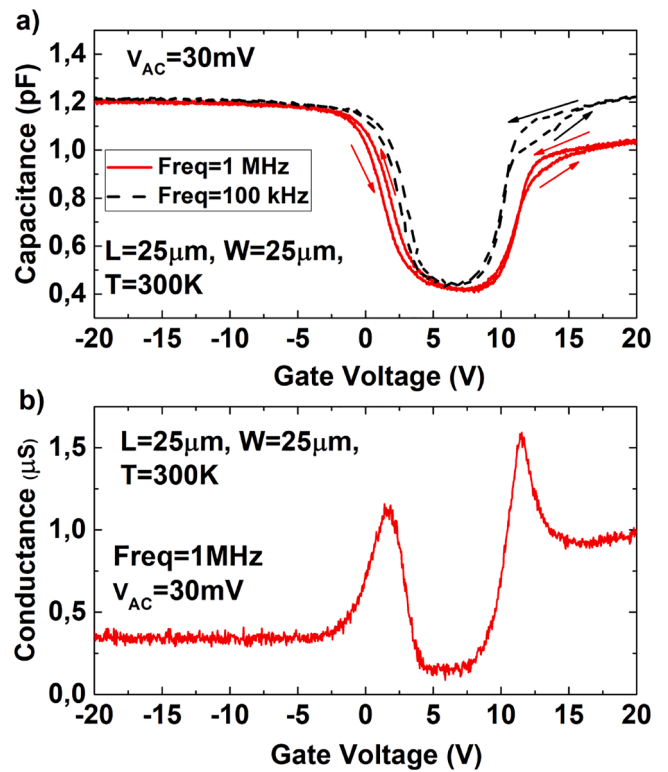 a)
1,4
V_AC=30mV
1,2
1,0
0,8
0,6
0,4
Capacitance (pF)
Freq=1 MHz
Freq=100 kHz
L=25μm, W=25μm,
T=300K
-20 -15 -10 -5 0 5 10 15 20
Gate Voltage (V)
b)
1,5
1,0
0,5
0,0
Conductance (μS)
L=25μm, W=25μm,
T=300K
Freq=1MHz
V_AC=30mV
-20 -15 -10 -5 0 5 10 15 20
Gate Voltage (V)